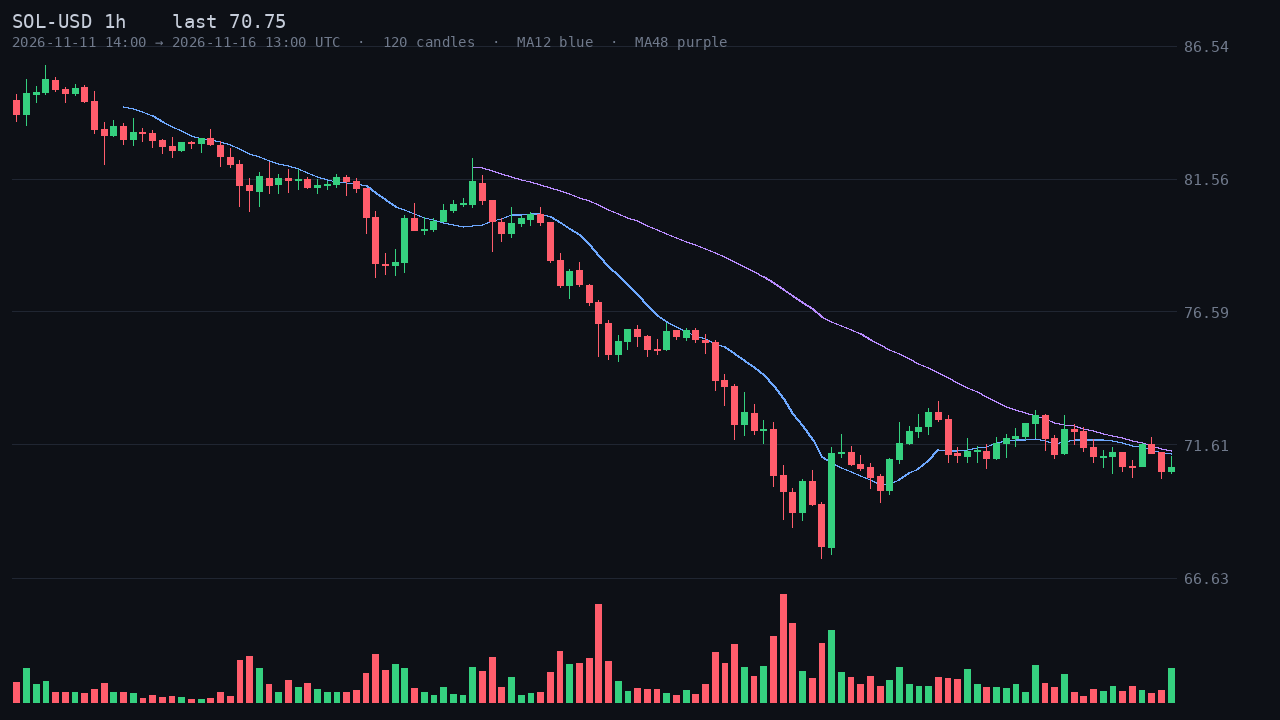 SOL-USD 1h    last 70.75
2026-11-11 14:00 → 2026-11-16 13:00 UTC  ·  120 candles  ·  MA12 blue  ·  MA48 purple
86.54
81.56
76.59
71.61
66.63